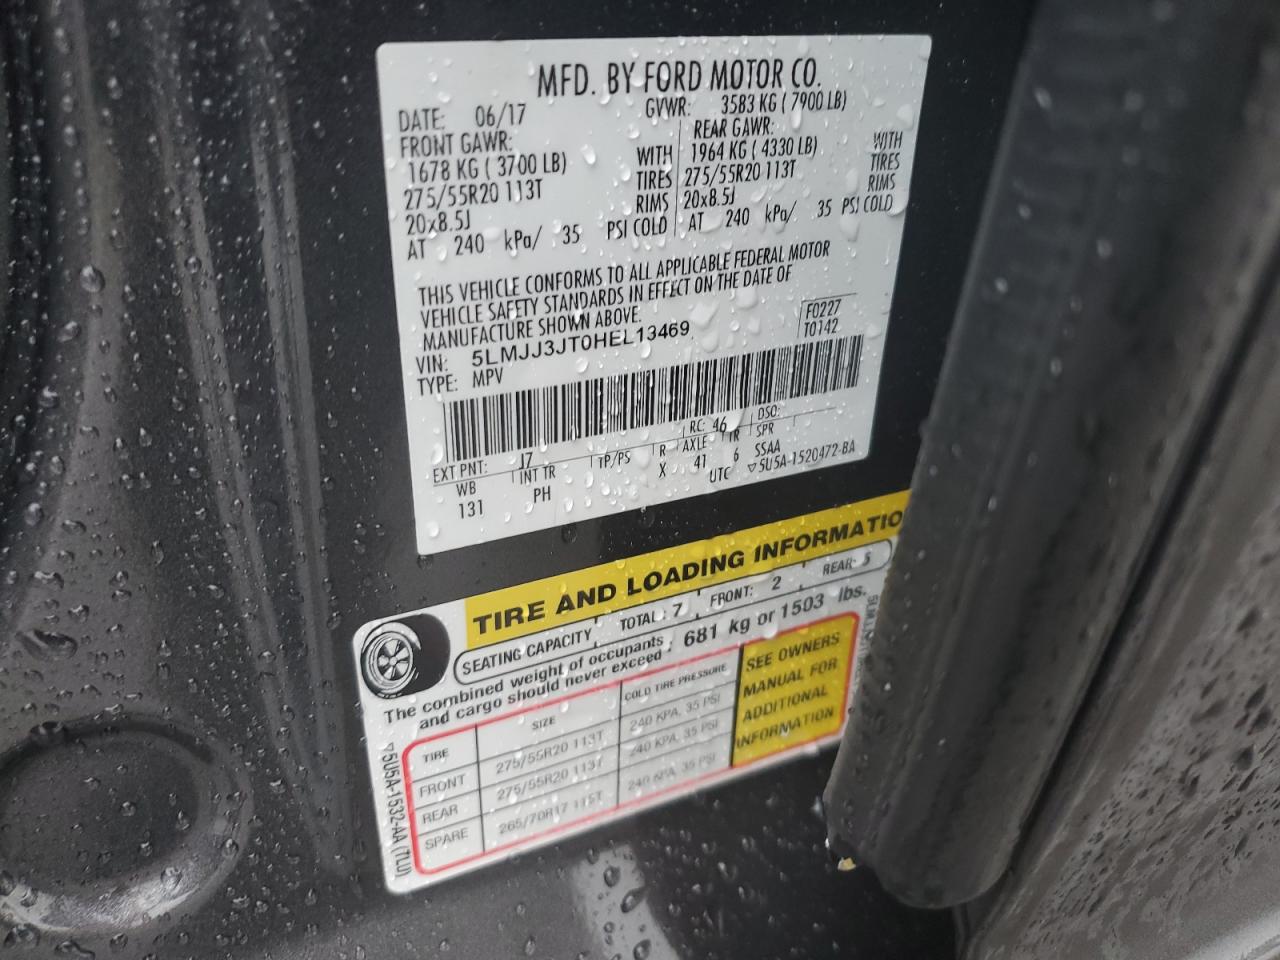 MFD. BY FORD MOTOR CO.
DATE: 06/17 GVWR: 3583 KG ( 7900 LB)
FRONT GAWR: REAR GAWR:
1678 KG ( 3700 LB) WITH 1964 KG ( 4330 LB) WITH
275/55R20 113T TIRES 275/55R20 113T TIRES
20x8.5J RIMS 20x8.5J RIMS
AT 240 kPa/ 35 PSI COLD AT 240 kPa/ 35 PSI COLD
THIS VEHICLE CONFORMS TO ALL APPLICABLE FEDERAL MOTOR
VEHICLE SAFETY STANDARDS IN EFFECT ON THE DATE OF
MANUFACTURE SHOWN ABOVE.
VIN: 5LMJJ3JT0HEL13469 F0227
TYPE: MPV T0142
RC: 46 DSO:
EXT PNT: J7 TP/PS R AXLE TR SPR
WB INT TR X 41 6 SSAA
131 PH UTC ▽5U5A-1520472-BA
TIRE AND LOADING INFORMATIO
SEATING CAPACITY TOTAL: 7 FRONT: 2 REAR: 5
The combined weight of occupants
and cargo should never exceed : 681 kg or 1503 lbs.
TIRE SIZE COLD TIRE PRESSURE
FRONT 275/55R20 113T 240 KPA, 35 PSI
REAR 275/55R20 113T 240 KPA, 35 PSI
SPARE 265/70R17 115T 240 KPA, 35 PSI
SEE OWNERS
MANUAL FOR
ADDITIONAL
INFORMATION
▽5U5A-1532-AA (TLU)